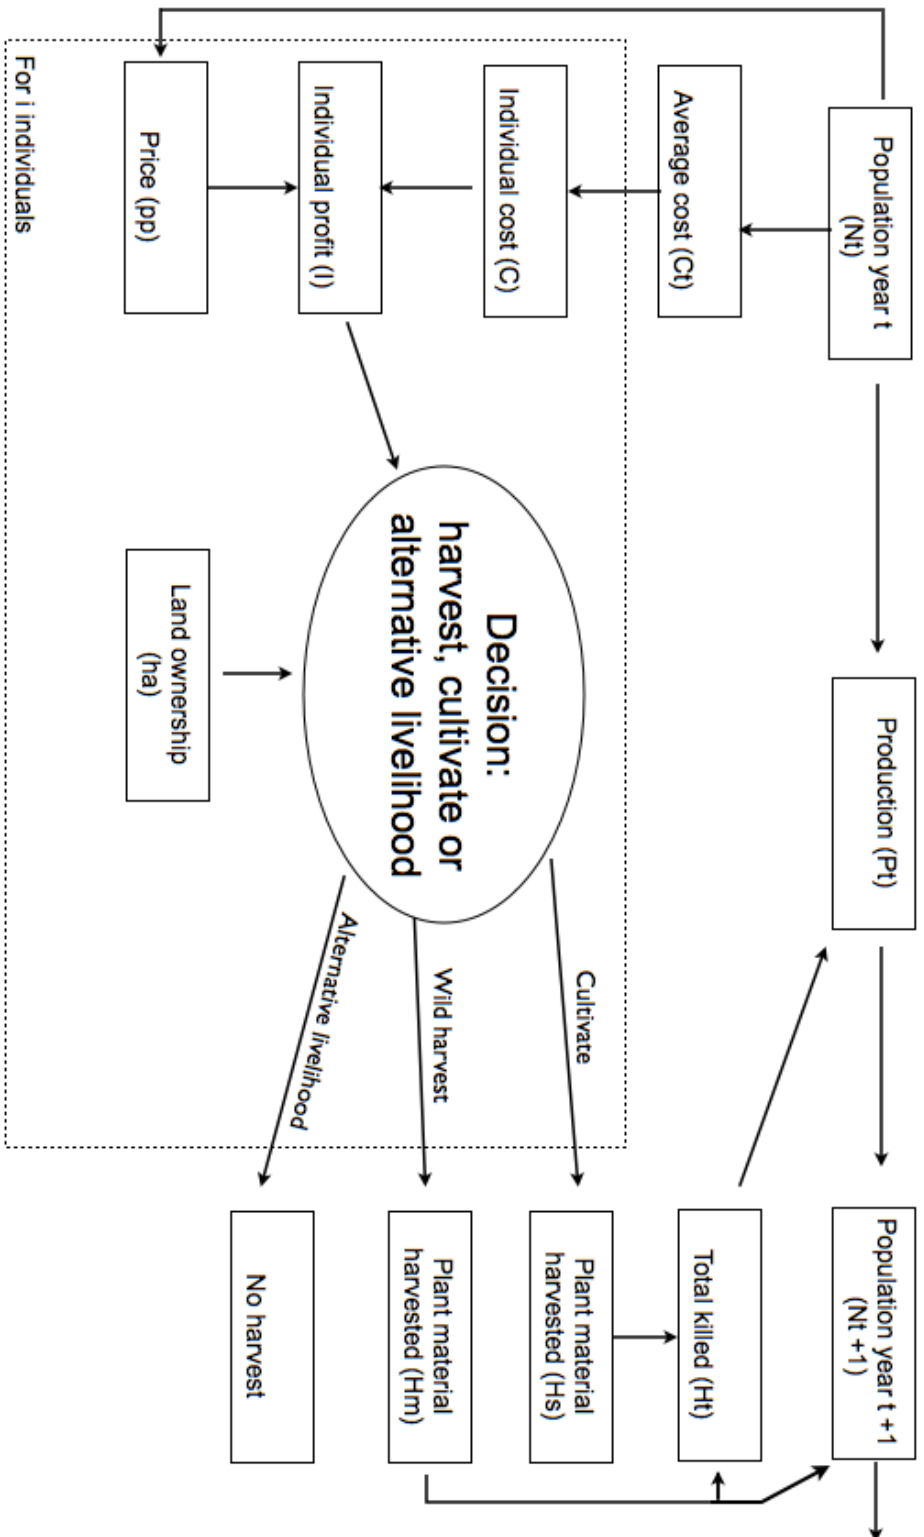 Population year t
(Nt)
Production (Pt)
Population year t +1
(Nt +1)
Average cost (Ct)
Total killed (Ht)
Individual cost (C)
Cultivate
Plant material
harvested (Hs)
Decision:
harvest, cultivate or
alternative livelihood
Wild harvest
Plant material
harvested (Hm)
Individual profit (I)
Alternative livelihood
No harvest
Price (pp)
Land ownership
(ha)
For i individuals